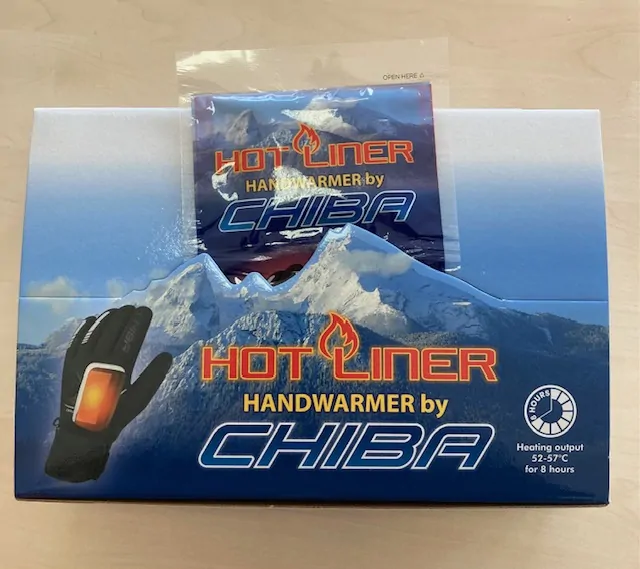 OPEN HERE
HOT LINER
HANDWARMER by
CHIBA
HOT LINER
HANDWARMER by
CHIBA
8 HOURS
Heating output
52-57°C
for 8 hours